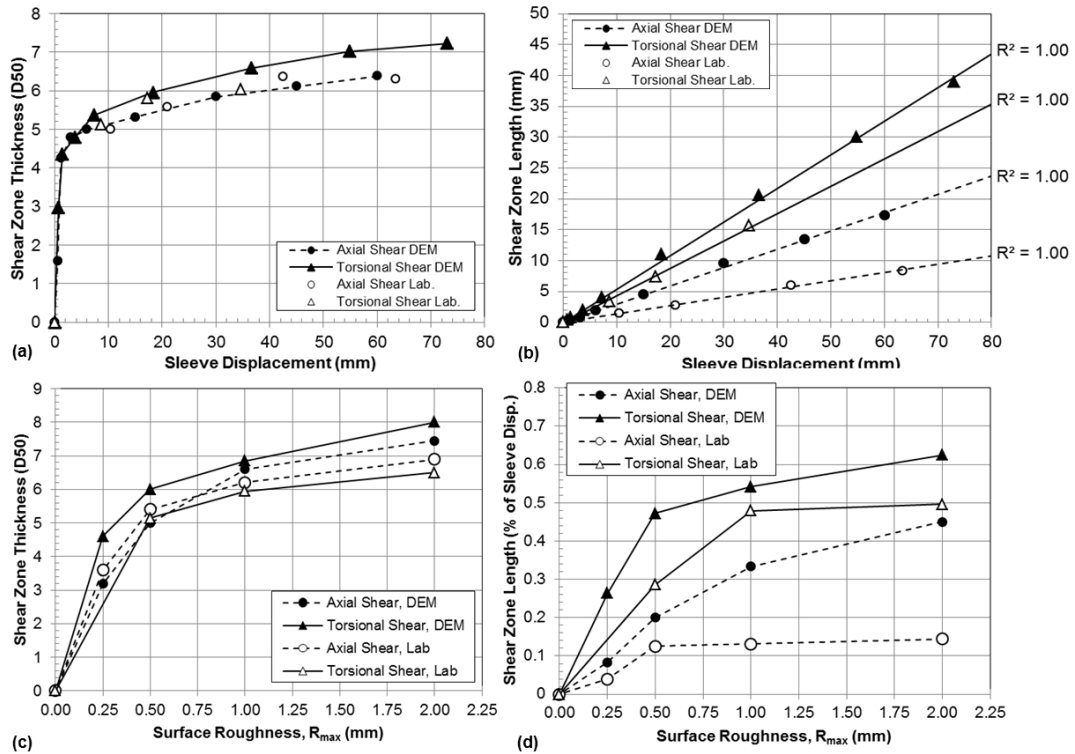 8
7
6
5
4
3
2
1
0
Shear Zone Thickness (D50)
Axial Shear DEM
Torsional Shear DEM
Axial Shear Lab.
Torsional Shear Lab.
0 10 20 30 40 50 60 70 80
(a)
Sleeve Displacement (mm)
50
45
40
35
30
25
20
15
10
5
0
Shear Zone Length (mm)
Axial Shear DEM
Torsional Shear DEM
Axial Shear Lab.
Torsional Shear Lab.
R² = 1.00
R² = 1.00
R² = 1.00
R² = 1.00
0 10 20 30 40 50 60 70 80
(b)
Sleeve Displacement (mm)
9
8
7
6
5
4
3
2
1
0
Shear Zone Thickness (D50)
Axial Shear, DEM
Torsional Shear, DEM
Axial Shear, Lab
Torsional Shear, Lab
0.00 0.25 0.50 0.75 1.00 1.25 1.50 1.75 2.00 2.25
(c)
Surface Roughness, Rmax (mm)
0.8
0.7
0.6
0.5
0.4
0.3
0.2
0.1
0
Shear Zone Length (% of Sleeve Disp.)
Axial Shear, DEM
Torsional Shear, DEM
Axial Shear, Lab
Torsional Shear, Lab
0.00 0.25 0.50 0.75 1.00 1.25 1.50 1.75 2.00 2.25
(d)
Surface Roughness, Rmax (mm)